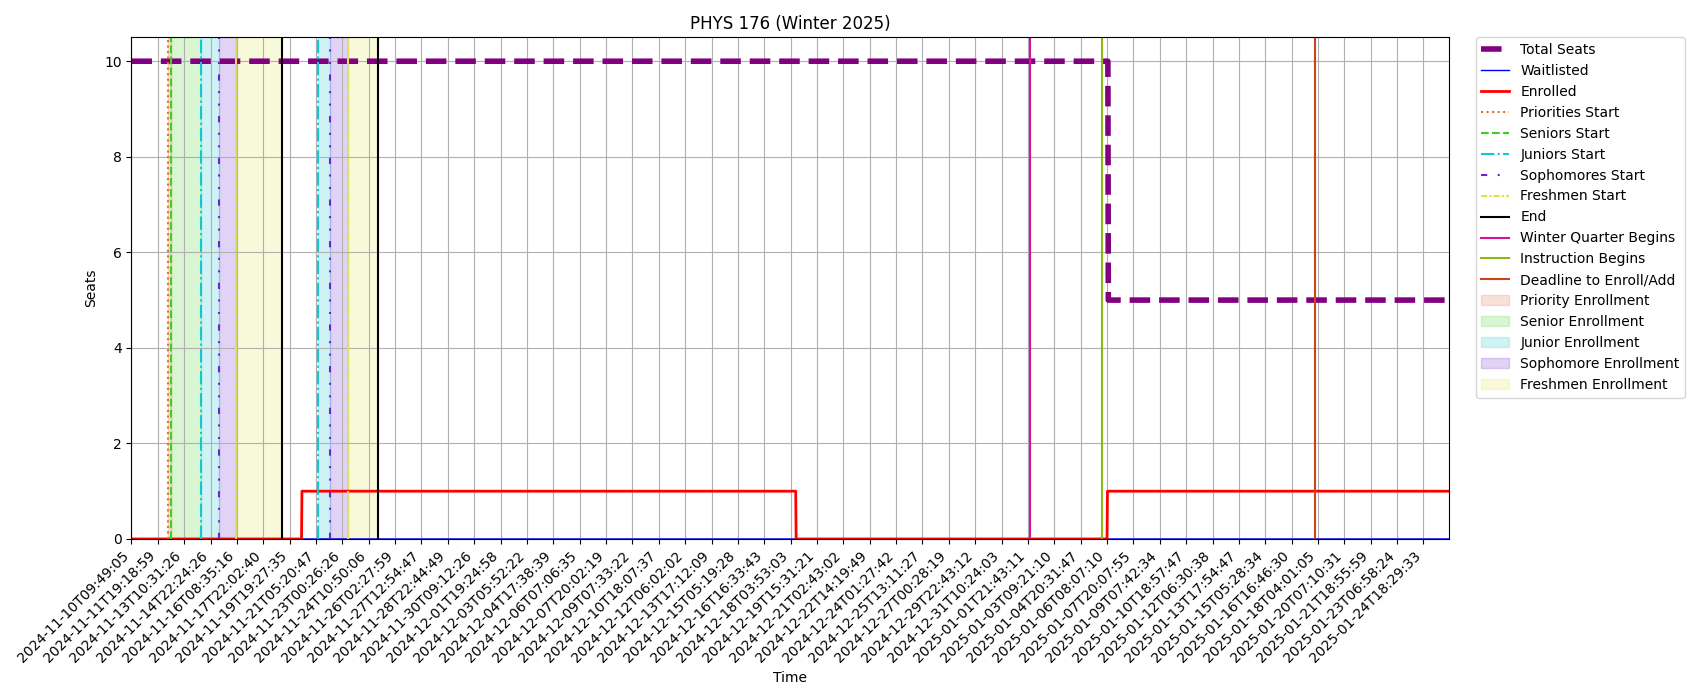 PHYS 176 (Winter 2025)
10
8
6
4
2
0
Seats
2024-11-10T09:49:05
2024-11-11T19:18:59
2024-11-13T10:31:26
2024-11-14T22:24:26
2024-11-16T08:35:16
2024-11-17T22:02:40
2024-11-19T19:27:35
2024-11-21T05:20:47
2024-11-23T00:26:26
2024-11-24T10:50:06
2024-11-26T02:27:59
2024-11-27T12:54:47
2024-11-28T22:44:49
2024-11-30T09:12:26
2024-12-01T19:24:58
2024-12-03T05:52:22
2024-12-04T17:38:39
2024-12-06T07:06:35
2024-12-07T20:02:19
2024-12-09T07:33:22
2024-12-10T18:07:37
2024-12-12T06:02:02
2024-12-13T17:12:09
2024-12-15T05:19:28
2024-12-16T16:33:43
2024-12-18T03:53:03
2024-12-19T15:31:21
2024-12-21T02:43:02
2024-12-22T14:19:49
2024-12-24T01:27:42
2024-12-25T13:11:27
2024-12-27T00:28:19
2024-12-29T22:43:12
2024-12-31T10:24:03
2025-01-01T21:43:11
2025-01-03T09:21:10
2025-01-04T20:31:47
2025-01-06T08:07:10
2025-01-07T20:07:55
2025-01-09T07:42:34
2025-01-10T18:57:47
2025-01-12T06:30:38
2025-01-13T17:54:47
2025-01-15T05:28:34
2025-01-16T16:46:30
2025-01-18T04:01:05
2025-01-20T07:10:31
2025-01-21T18:55:59
2025-01-23T06:58:24
2025-01-24T18:29:33
Time
Total Seats
Waitlisted
Enrolled
Priorities Start
Seniors Start
Juniors Start
Sophomores Start
Freshmen Start
End
Winter Quarter Begins
Instruction Begins
Deadline to Enroll/Add
Priority Enrollment
Senior Enrollment
Junior Enrollment
Sophomore Enrollment
Freshmen Enrollment